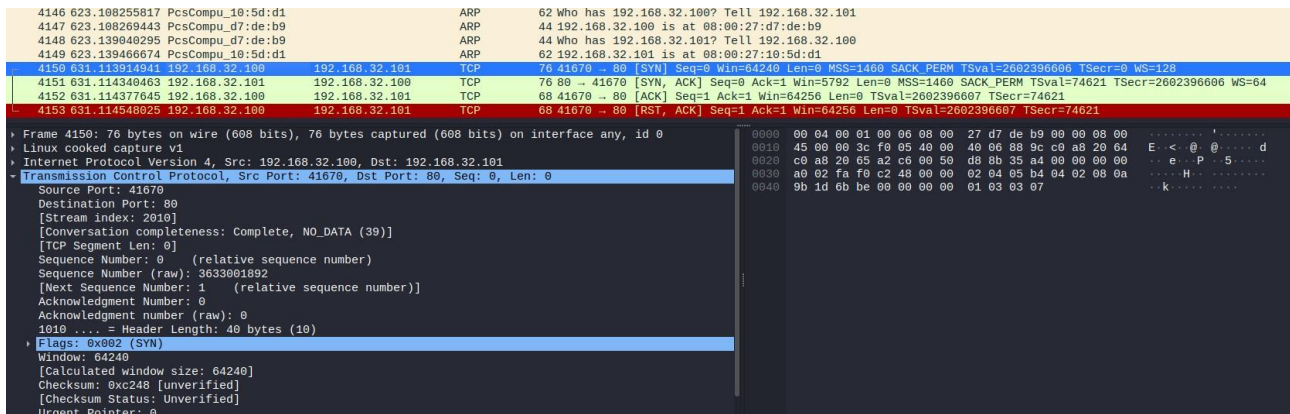 4146 623.108255817 PcsCompu_10:5d:d1 ARP 62 Who has 192.168.32.100? Tell 192.168.32.101
4147 623.108269443 PcsCompu_d7:de:b9 ARP 44 192.168.32.100 is at 08:00:27:d7:de:b9
4148 623.139040295 PcsCompu_d7:de:b9 ARP 44 Who has 192.168.32.101? Tell 192.168.32.100
4149 623.139466674 PcsCompu_10:5d:d1 ARP 62 192.168.32.101 is at 08:00:27:10:5d:d1
4150 631.113914941 192.168.32.100 192.168.32.101 TCP 76 41670 → 80 [SYN] Seq=0 Win=64240 Len=0 MSS=1460 SACK_PERM TSval=2602396606 TSecr=0 WS=128
4151 631.114340463 192.168.32.101 192.168.32.100 TCP 76 80 → 41670 [SYN, ACK] Seq=0 Ack=1 Win=5792 Len=0 MSS=1460 SACK_PERM TSval=74621 TSecr=2602396606 WS=64
4152 631.114377645 192.168.32.100 192.168.32.101 TCP 68 41670 → 80 [ACK] Seq=1 Ack=1 Win=64256 Len=0 TSval=2602396607 TSecr=74621
4153 631.114548025 192.168.32.100 192.168.32.101 TCP 68 41670 → 80 [RST, ACK] Seq=1 Ack=1 Win=64256 Len=0 TSval=2602396607 TSecr=74621
Frame 4150: 76 bytes on wire (608 bits), 76 bytes captured (608 bits) on interface any, id 0
Linux cooked capture v1
Internet Protocol Version 4, Src: 192.168.32.100, Dst: 192.168.32.101
Transmission Control Protocol, Src Port: 41670, Dst Port: 80, Seq: 0, Len: 0
Source Port: 41670
Destination Port: 80
[Stream index: 2010]
[Conversation completeness: Complete, NO_DATA (39)]
[TCP Segment Len: 0]
Sequence Number: 0 (relative sequence number)
Sequence Number (raw): 3633001892
[Next Sequence Number: 1 (relative sequence number)]
Acknowledgment Number: 0
Acknowledgment number (raw): 0
1010 .... = Header Length: 40 bytes (10)
Flags: 0x002 (SYN)
Window: 64240
[Calculated window size: 64240]
Checksum: 0xc248 [unverified]
[Checksum Status: Unverified]
Urgent Pointer: 0
0000 00 04 00 01 00 06 08 00 27 d7 de b9 00 00 08 00 ········ '·······
0010 45 00 00 3c f0 05 40 00 40 06 88 9c c0 a8 20 64 E··<··@· @····· d
0020 c0 a8 20 65 a2 c6 00 50 d8 8b 35 a4 00 00 00 00 ·· e···P ··5·····
0030 a0 02 fa f0 c2 48 00 00 02 04 05 b4 04 02 08 0a ·····H·· ········
0040 9b 1d 6b be 00 00 00 00 01 03 03 07 ··k····· ····